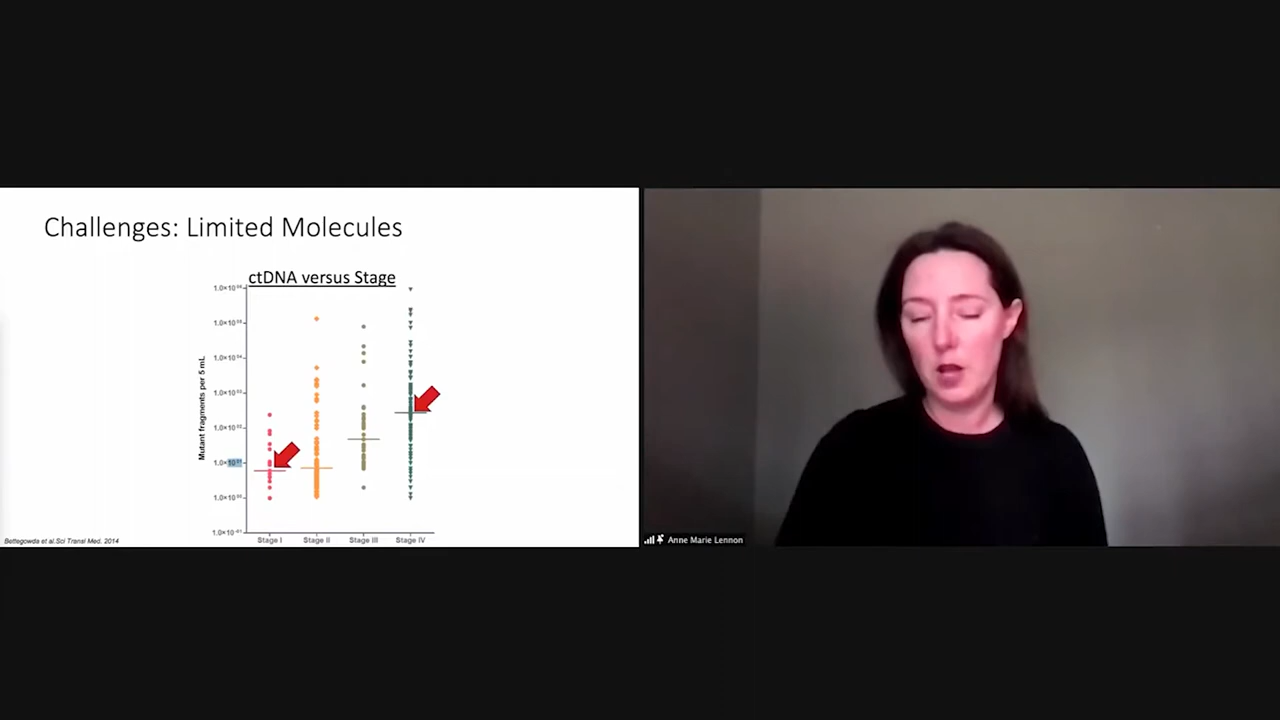 Challenges: Limited Molecules
ctDNA versus Stage
Mutant fragments per 5 mL
Stage I Stage II Stage III Stage IV
Bettegowda et al. Sci Transl Med. 2014
Anne Marie Lennon